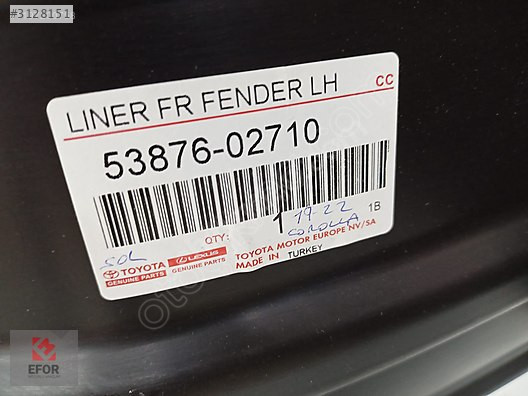 #3128151
LINER FR FENDER LH
CC
53876-02710
QTY: 1
19-22
COROLLA
1B
SOL
TOYOTA
GENUINE PARTS
LEXUS
GENUINE PARTS
TOYOTA MOTOR EUROPE NV/SA
MADE IN TURKEY
EFOR